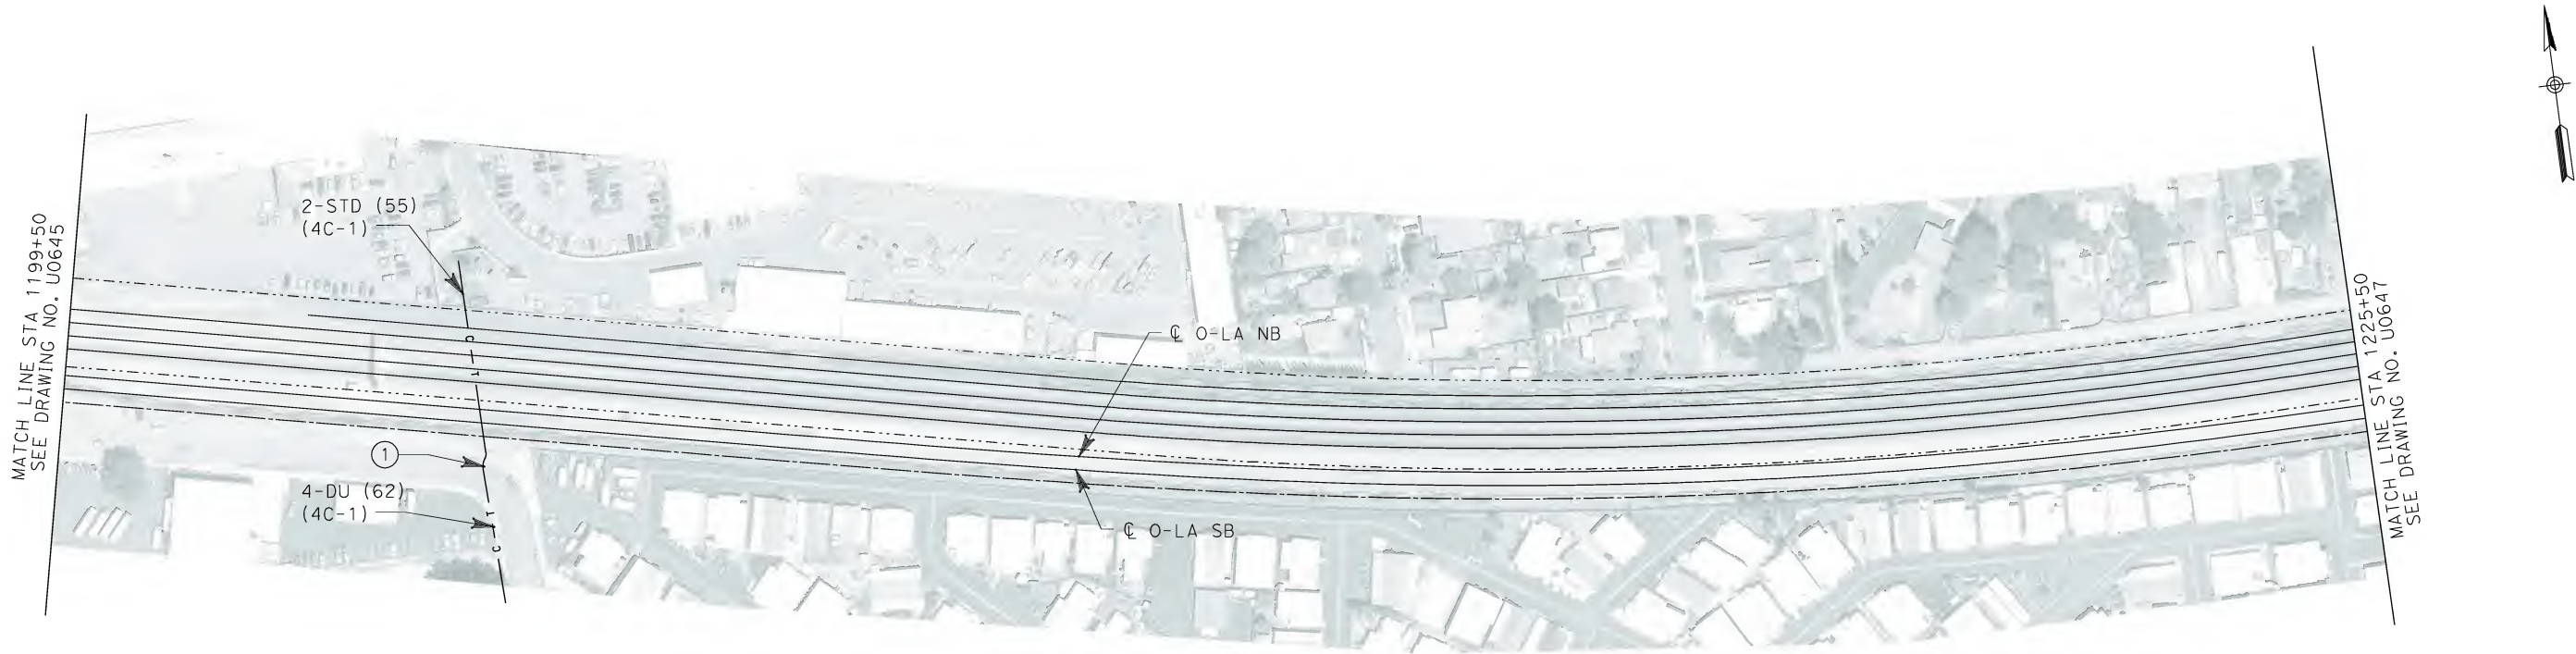 MATCH LINE STA 1199+50
SEE DRAWING NO. U0645
2-STD (55)
(4C-1)
1
4-DU (62)
(4C-1)
C
T
T
C
℄ O-LA NB
℄ O-LA SB
MATCH LINE STA 1225+50
SEE DRAWING NO. U0647